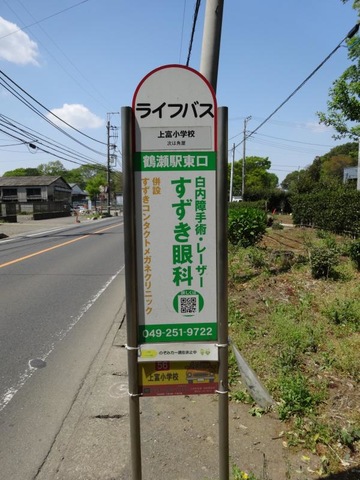 ライフバス
上富小学校
鶴瀬駅東口
白内障手術・レーザー
すずき眼科
併設
すずきコンタクトメガネクリニック
049-251-9722
上富小学校